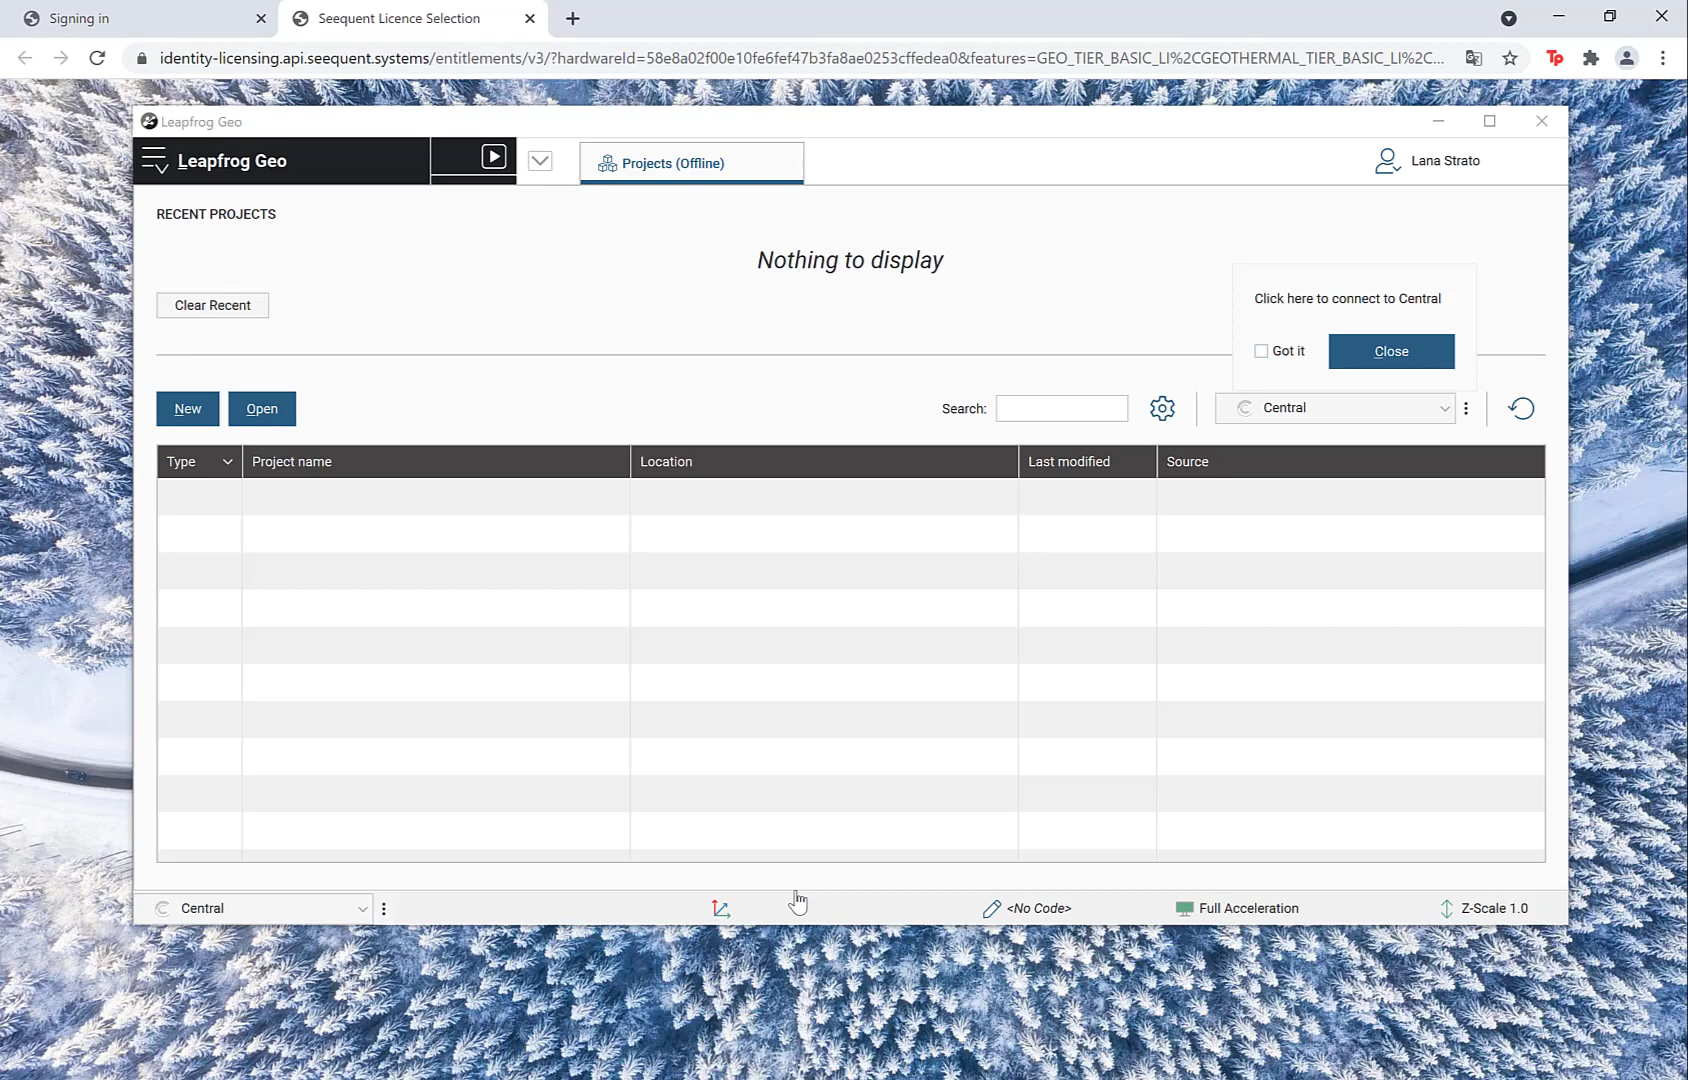 Signing in
Seequent Licence Selection
identity-licensing.api.seequent.systems/entitlements/v3/?hardwareId=58e8a02f00e10fe6fef47b3fa8ae0253cffedea0&features=GEO_TIER_BASIC_LI%2CGEOTHERMAL_TIER_BASIC_LI%2C...
Tp
Leapfrog Geo
Leapfrog Geo
Projects (Offline)
Lana Strato
RECENT PROJECTS
Nothing to display
Click here to connect to Central
Clear Recent
Got it
Close
New
Open
Search:
Central
Type
Project name
Location
Last modified
Source
Central
<No Code>
Full Acceleration
Z-Scale 1.0